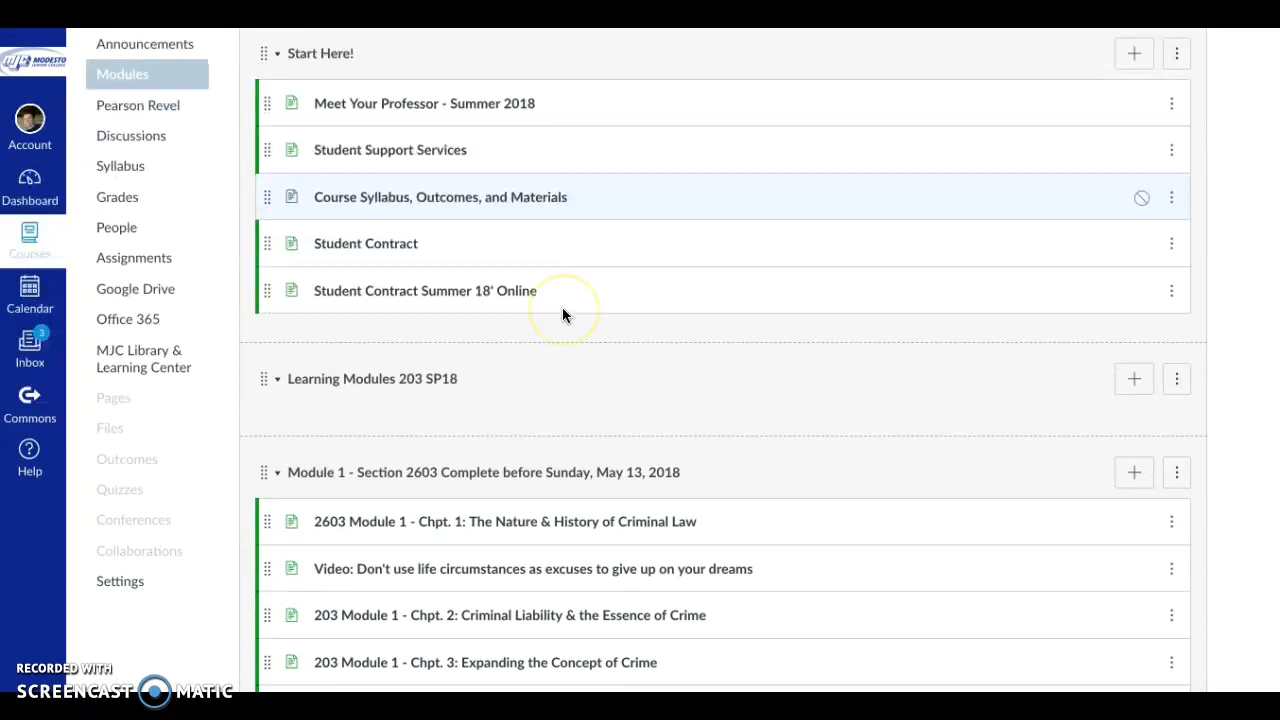 MODESTO
JUNIOR COLLEGE
Account
Dashboard
Courses
Calendar
3
Inbox
Commons
Help
Announcements
Modules
Pearson Revel
Discussions
Syllabus
Grades
People
Assignments
Google Drive
Office 365
MJC Library &
Learning Center
Pages
Files
Outcomes
Quizzes
Conferences
Collaborations
Settings
Start Here!
Meet Your Professor - Summer 2018
Student Support Services
Course Syllabus, Outcomes, and Materials
Student Contract
Student Contract Summer 18' Online
Learning Modules 203 SP18
Module 1 - Section 2603 Complete before Sunday, May 13, 2018
2603 Module 1 - Chpt. 1: The Nature & History of Criminal Law
Video: Don't use life circumstances as excuses to give up on your dreams
203 Module 1 - Chpt. 2: Criminal Liability & the Essence of Crime
203 Module 1 - Chpt. 3: Expanding the Concept of Crime
RECORDED WITH
SCREENCAST MATIC